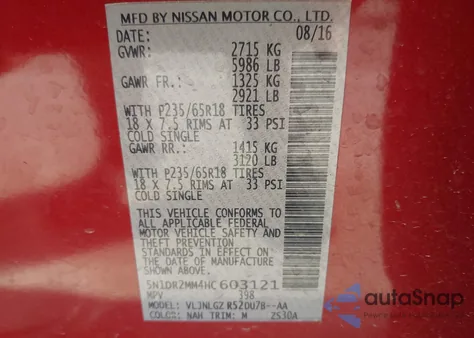 MFD BY NISSAN MOTOR CO., LTD.
DATE: 08/16
GVWR: 2715 KG
5986 LB
GAWR FR.: 1325 KG
2921 LB
WITH P235/65R18 TIRES
18 X 7.5 RIMS AT 33 PSI
COLD SINGLE
GAWR RR.: 1415 KG
3120 LB
WITH P235/65R18 TIRES
18 X 7.5 RIMS AT 33 PSI
COLD SINGLE
THIS VEHICLE CONFORMS TO
ALL APPLICABLE FEDERAL
MOTOR VEHICLE SAFETY AND
THEFT PREVENTION
STANDARDS IN EFFECT ON
THE DATE OF MANUFACTURE
SHOWN ABOVE.
5N1DR2MM4HC603121
MPV 398
MODEL: VLJNLGZ R52DU7B--AA
COLOR: NAH TRIM: M ZS30A
autoSnap